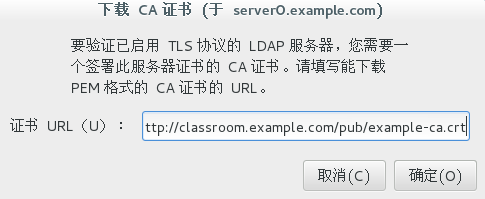 下载 CA 证书 (于 server0.example.com)
要验证已启用 TLS 协议的 LDAP 服务器，您需要一
个签署此服务器证书的 CA 证书。请填写能下载
PEM 格式的 CA 证书的 URL。
证书 URL（U）： ttp://classroom.example.com/pub/example-ca.crt
取消(C) 确定(O)